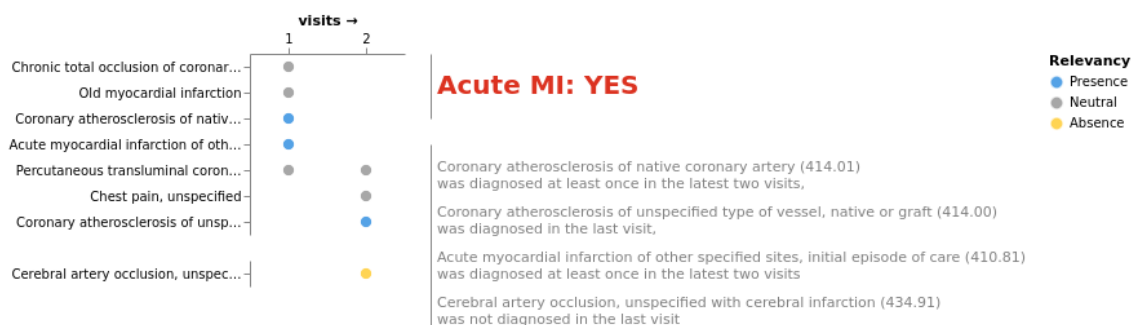 visits →
1 2
Chronic total occlusion of coronar...
Old myocardial infarction
Coronary atherosclerosis of nativ...
Acute myocardial infarction of oth...
Percutaneous transluminal coron...
Chest pain, unspecified
Coronary atherosclerosis of unsp...
Cerebral artery occlusion, unspec...
Acute MI: YES
Coronary atherosclerosis of native coronary artery (414.01)
was diagnosed at least once in the latest two visits,
Coronary atherosclerosis of unspecified type of vessel, native or graft (414.00)
was diagnosed in the last visit,
Acute myocardial infarction of other specified sites, initial episode of care (410.81)
was diagnosed at least once in the latest two visits
Cerebral artery occlusion, unspecified with cerebral infarction (434.91)
was not diagnosed in the last visit
Relevancy
Presence
Neutral
Absence